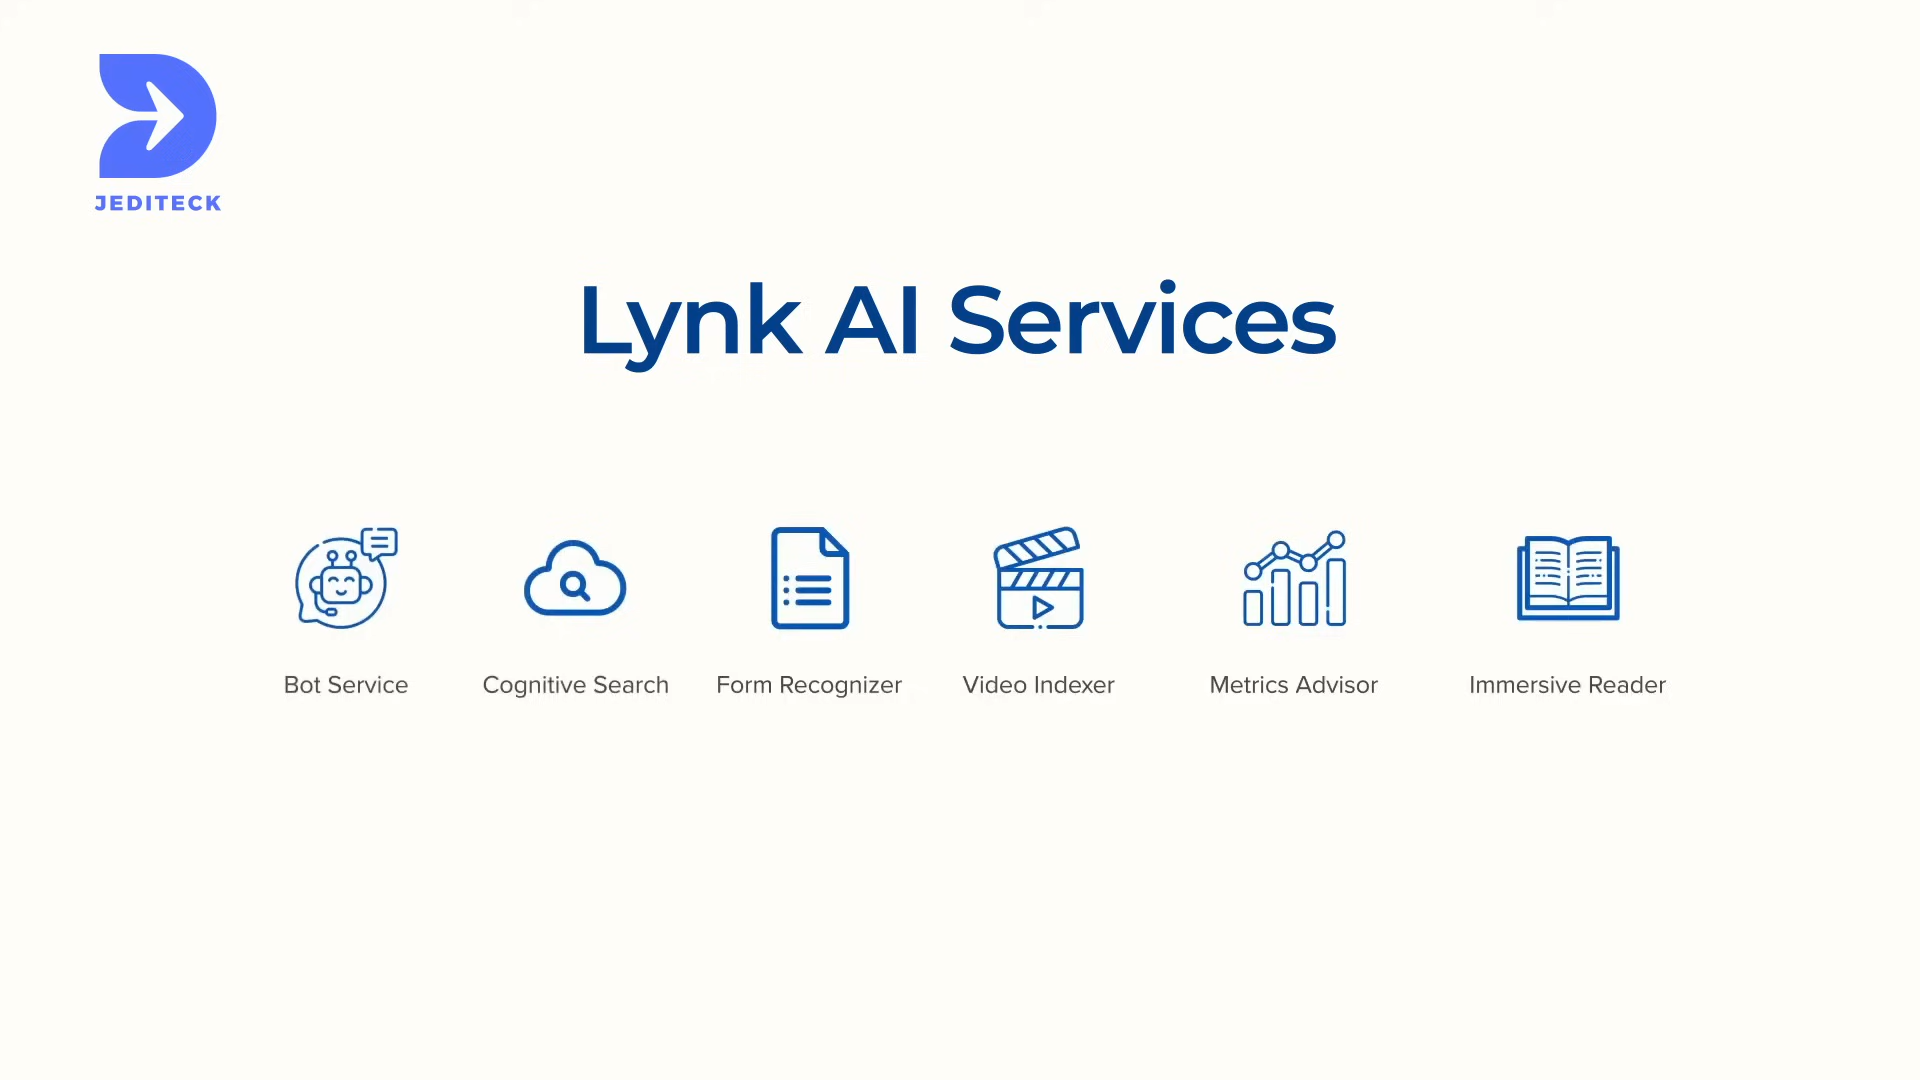 JEDITECK
Lynk AI Services
Bot Service
Cognitive Search
Form Recognizer
Video Indexer
Metrics Advisor
Immersive Reader